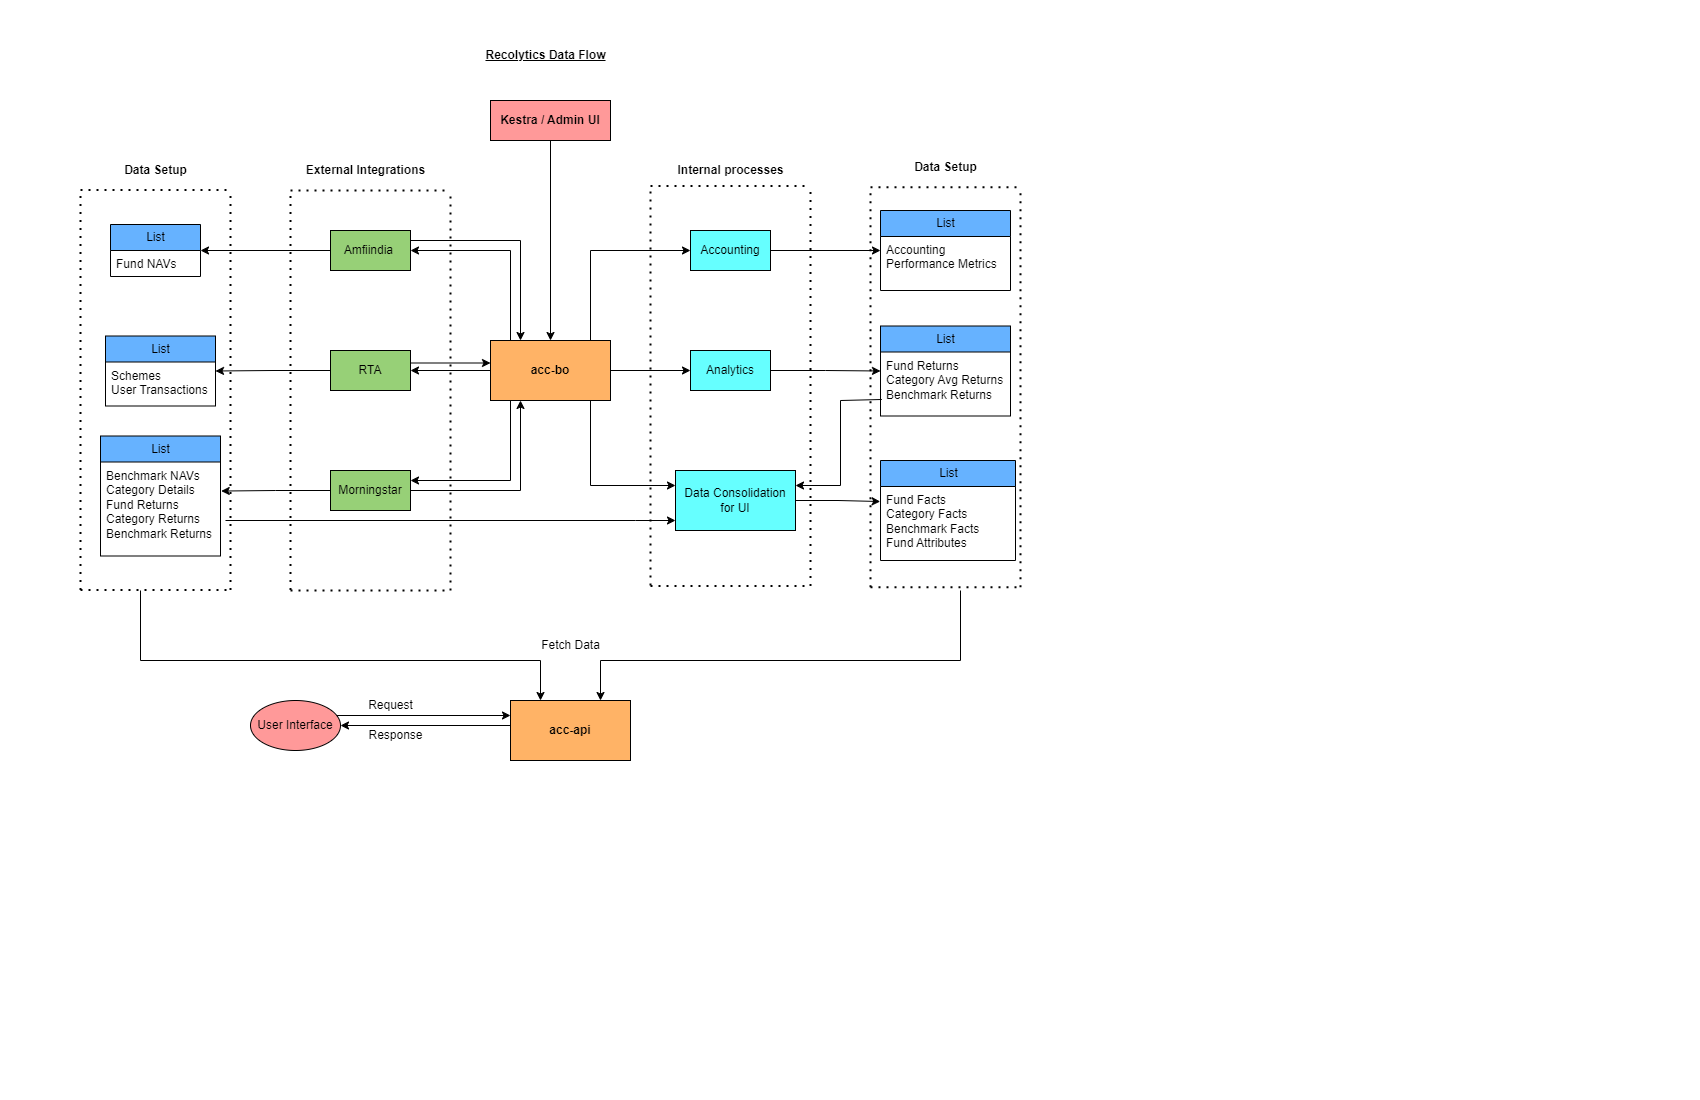 Recolytics Data Flow
Kestra / Admin UI
Data Setup
External Integrations
Internal processes
Data Setup
List
Fund NAVs
Amfiindia
Accounting
List
Accounting
Performance Metrics
List
Schemes
User Transactions
RTA
acc-bo
Analytics
List
Fund Returns
Category Avg Returns
Benchmark Returns
List
Benchmark NAVs
Category Details
Fund Returns
Category Returns
Benchmark Returns
Morningstar
Data Consolidation
for UI
List
Fund Facts
Category Facts
Benchmark Facts
Fund Attributes
Fetch Data
User Interface
Request
Response
acc-api